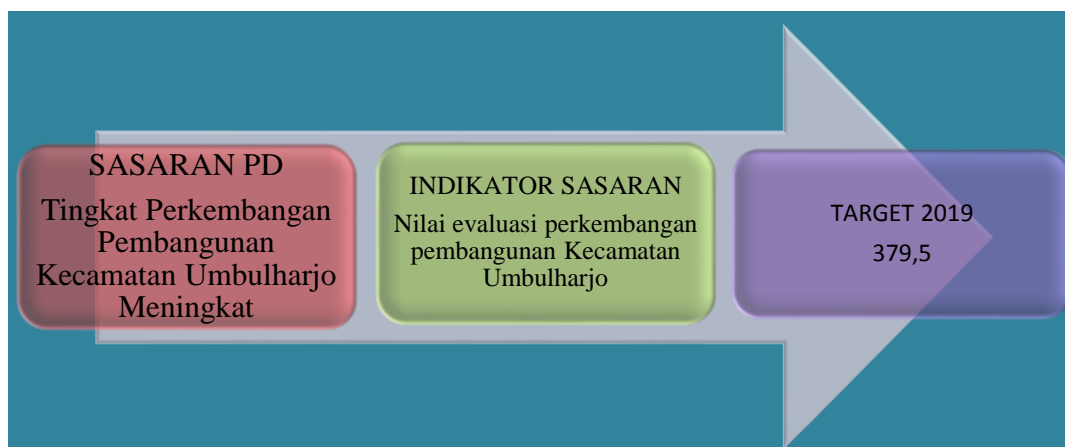 SASARAN PD
Tingkat Perkembangan
Pembangunan
Kecamatan Umbulharjo
Meningkat
INDIKATOR SASARAN
Nilai evaluasi perkembangan
pembangunan Kecamatan
Umbulharjo
TARGET 2019
379,5